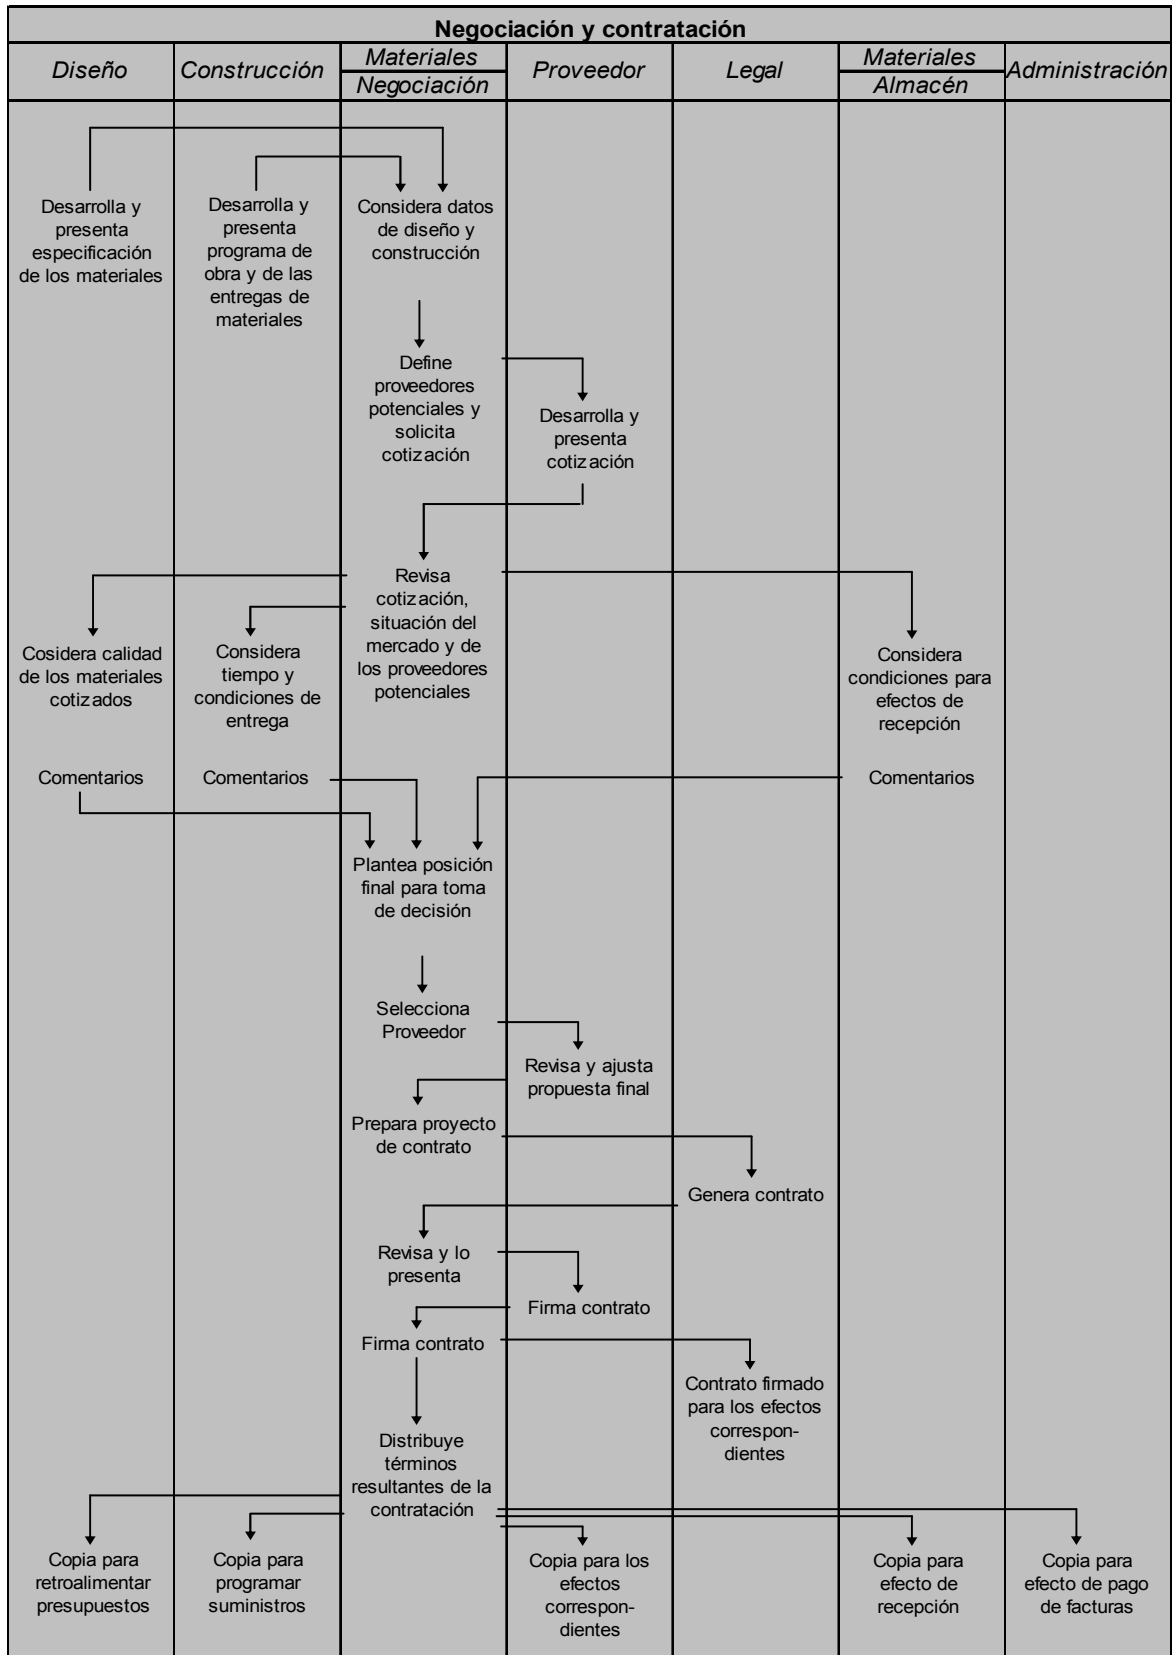 Negociación y contratación
Diseño
Construcción
Materiales
Negociación
Proveedor
Legal
Materiales
Almacén
Administración
Desarrolla y
presenta
especificación
de los materiales
Desarrolla y
presenta
programa de
obra y de las
entregas de
materiales
Considera datos
de diseño y
construcción
Define
proveedores
potenciales y
solicita
cotización
Desarrolla y
presenta
cotización
Revisa
cotización,
situación del
mercado y de
los proveedores
potenciales
Cosidera calidad
de los materiales
cotizados
Considera
tiempo y
condiciones de
entrega
Considera
condiciones para
efectos de
recepción
Comentarios
Comentarios
Comentarios
Plantea posición
final para toma
de decisión
Selecciona
Proveedor
Revisa y ajusta
propuesta final
Prepara proyecto
de contrato
Genera contrato
Revisa y lo
presenta
Firma contrato
Firma contrato
Contrato firmado
para los efectos
correspon-
dientes
Distribuye
términos
resultantes de la
contratación
Copia para
retroalimentar
presupuestos
Copia para
programar
suministros
Copia para los
efectos
correspon-
dientes
Copia para
efecto de
recepción
Copia para
efecto de pago
de facturas